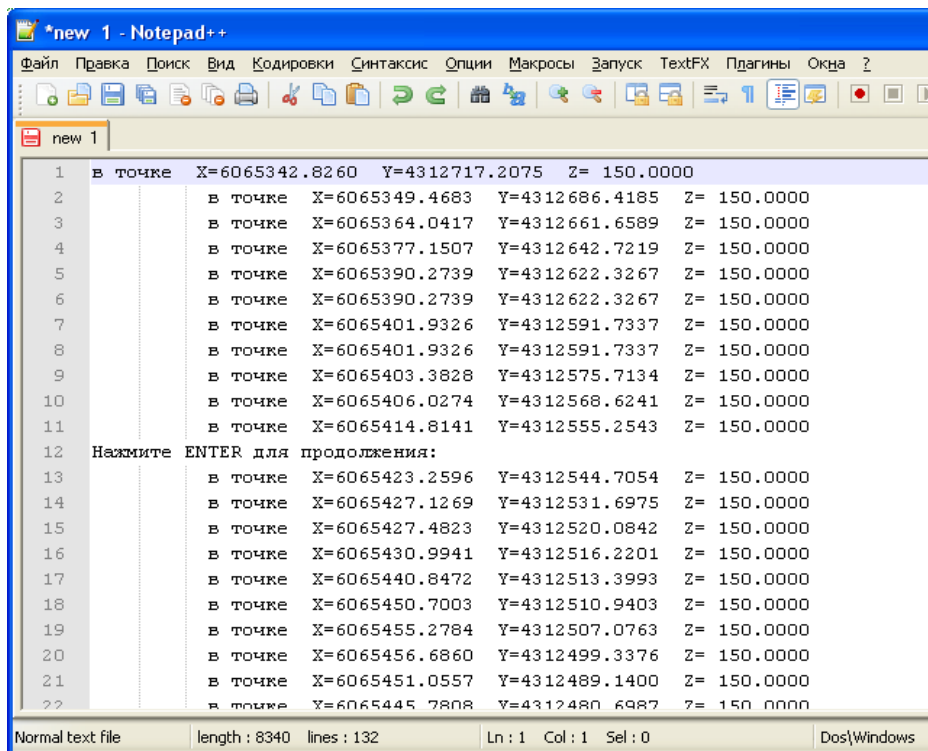 *new 1 - Notepad++
Файл Правка Поиск Вид Кодировки Синтаксис Опции Макросы Запуск TextFX Плагины Окна ?
new 1
1 в точке X=6065342.8260 Y=4312717.2075 Z= 150.0000
2 в точке X=6065349.4683 Y=4312686.4185 Z= 150.0000
3 в точке X=6065364.0417 Y=4312661.6589 Z= 150.0000
4 в точке X=6065377.1507 Y=4312642.7219 Z= 150.0000
5 в точке X=6065390.2739 Y=4312622.3267 Z= 150.0000
6 в точке X=6065390.2739 Y=4312622.3267 Z= 150.0000
7 в точке X=6065401.9326 Y=4312591.7337 Z= 150.0000
8 в точке X=6065401.9326 Y=4312591.7337 Z= 150.0000
9 в точке X=6065403.3828 Y=4312575.7134 Z= 150.0000
10 в точке X=6065406.0274 Y=4312568.6241 Z= 150.0000
11 в точке X=6065414.8141 Y=4312555.2543 Z= 150.0000
12 Нажмите ENTER для продолжения:
13 в точке X=6065423.2596 Y=4312544.7054 Z= 150.0000
14 в точке X=6065427.1269 Y=4312531.6975 Z= 150.0000
15 в точке X=6065427.4823 Y=4312520.0842 Z= 150.0000
16 в точке X=6065430.9941 Y=4312516.2201 Z= 150.0000
17 в точке X=6065440.8472 Y=4312513.3993 Z= 150.0000
18 в точке X=6065450.7003 Y=4312510.9403 Z= 150.0000
19 в точке X=6065455.2784 Y=4312507.0763 Z= 150.0000
20 в точке X=6065456.6860 Y=4312499.3376 Z= 150.0000
21 в точке X=6065451.0557 Y=4312489.1400 Z= 150.0000
22 в точке X=6065445.7808 Y=4312480.6987 Z= 150.0000
Normal text file length : 8340 lines : 132 Ln : 1 Col : 1 Sel : 0 Dos\Windows